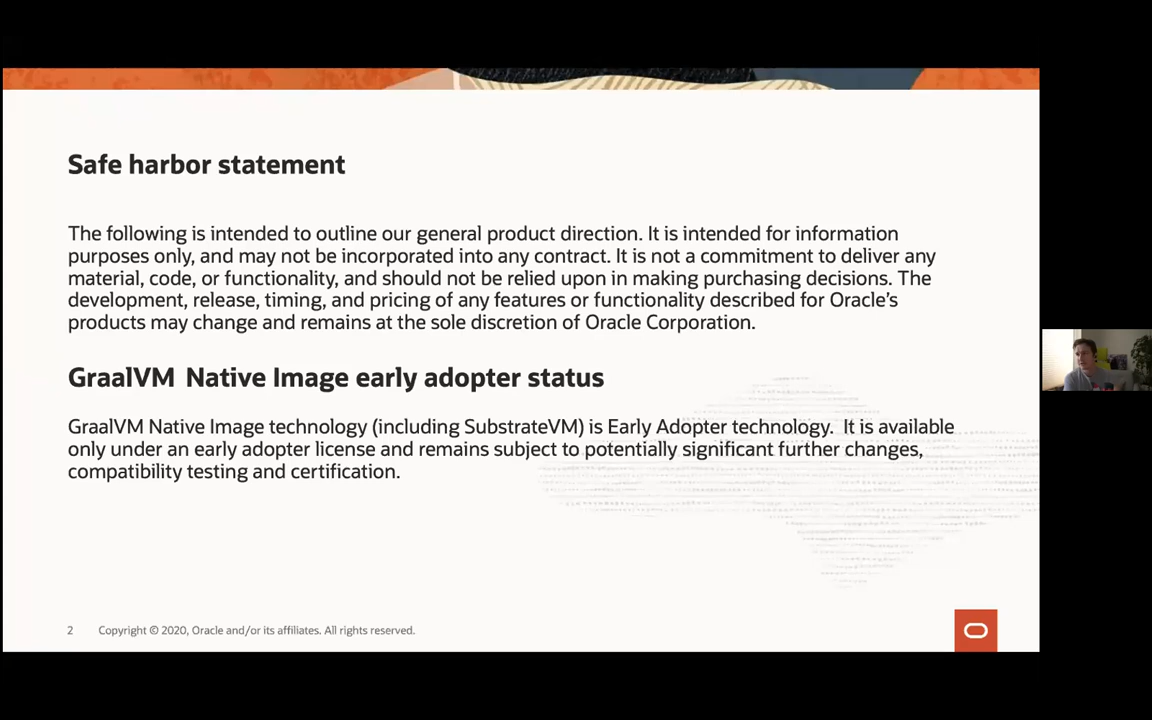 Safe harbor statement
The following is intended to outline our general product direction. It is intended for information
purposes only, and may not be incorporated into any contract. It is not a commitment to deliver any
material, code, or functionality, and should not be relied upon in making purchasing decisions. The
development, release, timing, and pricing of any features or functionality described for Oracle's
products may change and remains at the sole discretion of Oracle Corporation.
GraalVM Native Image early adopter status
GraalVM Native Image technology (including SubstrateVM) is Early Adopter technology. It is available
only under an early adopter license and remains subject to potentially significant further changes,
compatibility testing and certification.
2 Copyright © 2020, Oracle and/or its affiliates. All rights reserved.